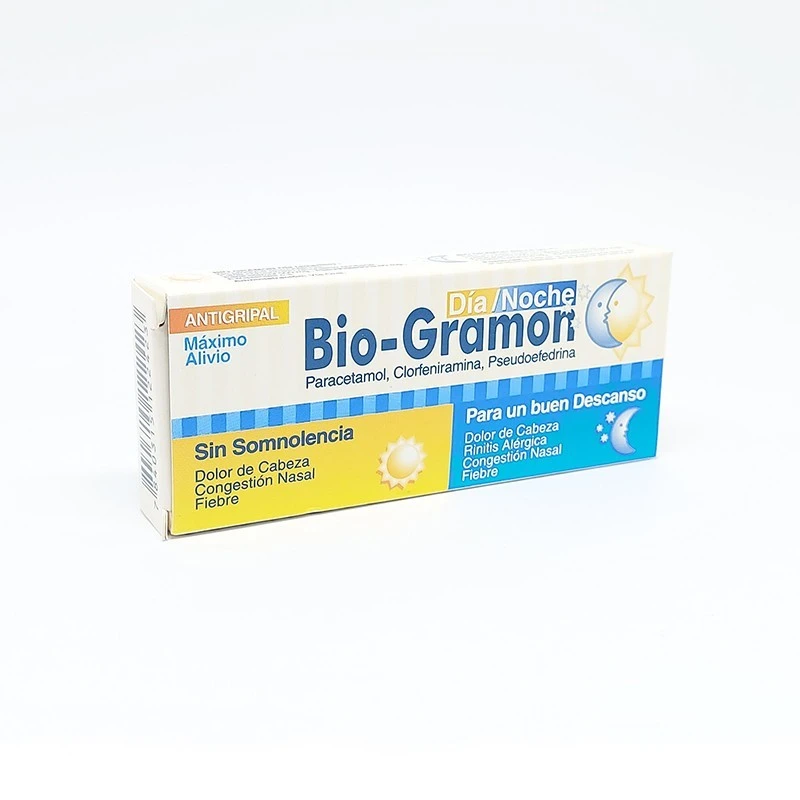 ANTIGRIPAL
Máximo
Alivio
Día/Noche
Bio-Gramon
Paracetamol, Clorfeniramina, Pseudoefedrina
Sin Somnolencia
Dolor de Cabeza
Congestión Nasal
Fiebre
Para un buen Descanso
Dolor de Cabeza
Rinitis Alérgica
Congestión Nasal
Fiebre